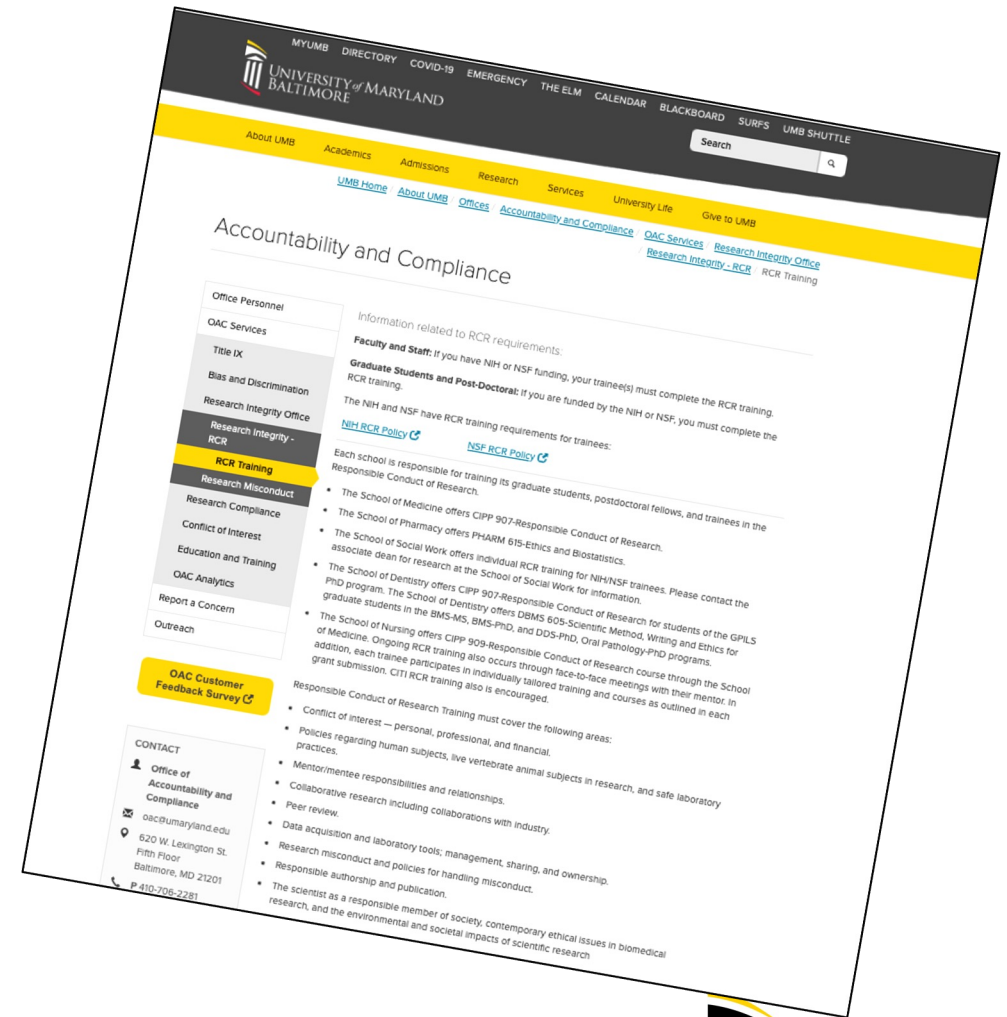 MYUMB DIRECTORY COVID-19 EMERGENCY THE ELM CALENDAR BLACKBOARD SURFS UMB SHUTTLE
UNIVERSITY of MARYLAND
BALTIMORE
Search
About UMB Academics Admissions Research Services University Life Give to UMB
UMB Home / About UMB / Offices / Accountability and Compliance / OAC Services / Research Integrity Office
/ Research Integrity - RCR / RCR Training
Accountability and Compliance
Office Personnel
OAC Services
Title IX
Bias and Discrimination
Research Integrity Office
Research Integrity -
RCR
RCR Training
Research Misconduct
Research Compliance
Conflict of Interest
Education and Training
OAC Analytics
Report a Concern
Outreach
OAC Customer
Feedback Survey
CONTACT
Office of
Accountability and
Compliance
oac@umaryland.edu
620 W. Lexington St.
Fifth Floor
Baltimore, MD 21201
P 410-706-2281
Information related to RCR requirements:
Faculty and Staff: If you have NIH or NSF funding, your trainee(s) must complete the RCR training.
Graduate Students and Post-Doctoral: If you are funded by the NIH or NSF, you must complete the
RCR training.
The NIH and NSF have RCR training requirements for trainees:
NIH RCR Policy NSF RCR Policy
Each school is responsible for training its graduate students, postdoctoral fellows, and trainees in the
Responsible Conduct of Research.
• The School of Medicine offers CIPP 907-Responsible Conduct of Research.
• The School of Pharmacy offers PHARM 615-Ethics and Biostatistics.
• The School of Social Work offers individual RCR training for NIH/NSF trainees. Please contact the
associate dean for research at the School of Social Work for information.
• The School of Dentistry offers CIPP 907-Responsible Conduct of Research for students of the GPILS
PhD program. The School of Dentistry offers DBMS 605-Scientific Method, Writing and Ethics for
graduate students in the BMS-MS, BMS-PhD, and DDS-PhD, Oral Pathology-PhD programs.
• The School of Nursing offers CIPP 909-Responsible Conduct of Research course through the School
of Medicine. Ongoing RCR training also occurs through face-to-face meetings with their mentor. In
addition, each trainee participates in individually tailored training and courses as outlined in each
grant submission. CITI RCR training also is encouraged.
Responsible Conduct of Research Training must cover the following areas:
• Conflict of interest — personal, professional, and financial.
• Policies regarding human subjects, live vertebrate animal subjects in research, and safe laboratory
practices.
• Mentor/mentee responsibilities and relationships.
• Collaborative research including collaborations with industry.
• Peer review.
• Data acquisition and laboratory tools; management, sharing, and ownership.
• Research misconduct and policies for handling misconduct.
• Responsible authorship and publication.
• The scientist as a responsible member of society, contemporary ethical issues in biomedical
research, and the environmental and societal impacts of scientific research